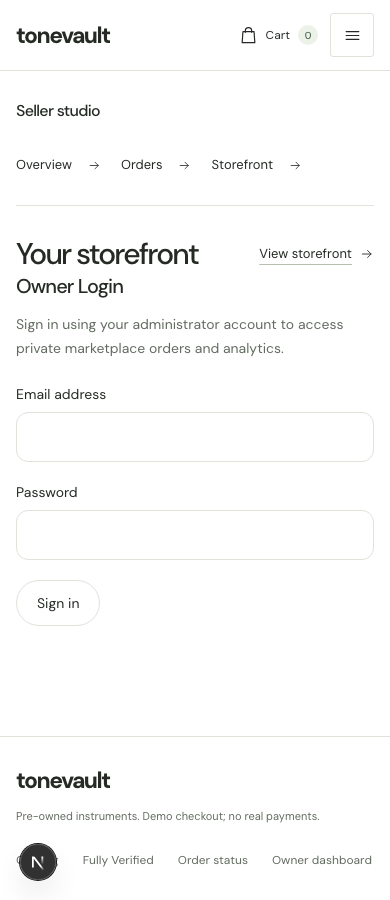 tonevault
Cart 0
Seller studio
Overview → Orders → Storefront →
Your storefront
View storefront →
Owner Login
Sign in using your administrator account to access
private marketplace orders and analytics.
Email address
Password
Sign in
tonevault
Pre-owned instruments. Demo checkout; no real payments.
N
Fully Verified Order status Owner dashboard